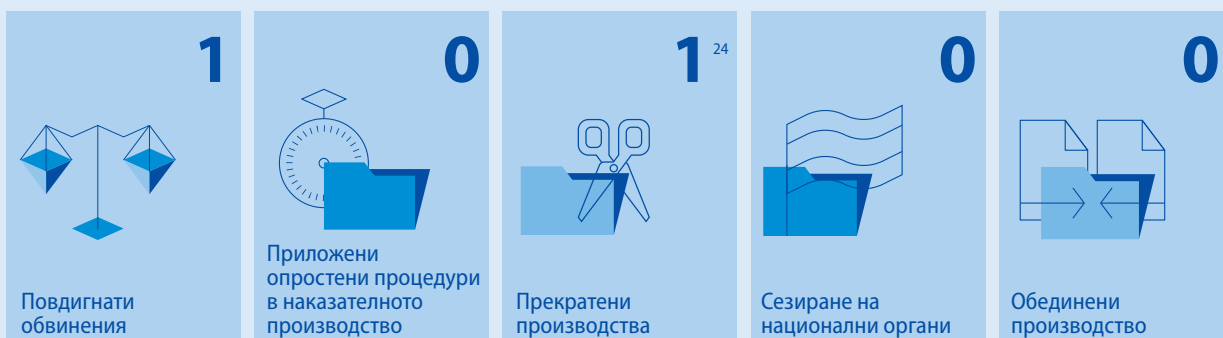 1
Повдигнати
обвинения
0
Приложени
опростени процедури
в наказателното
производство
1 24
Прекратени
производства
0
Сезиране на
национални органи
0
Обединени
производство